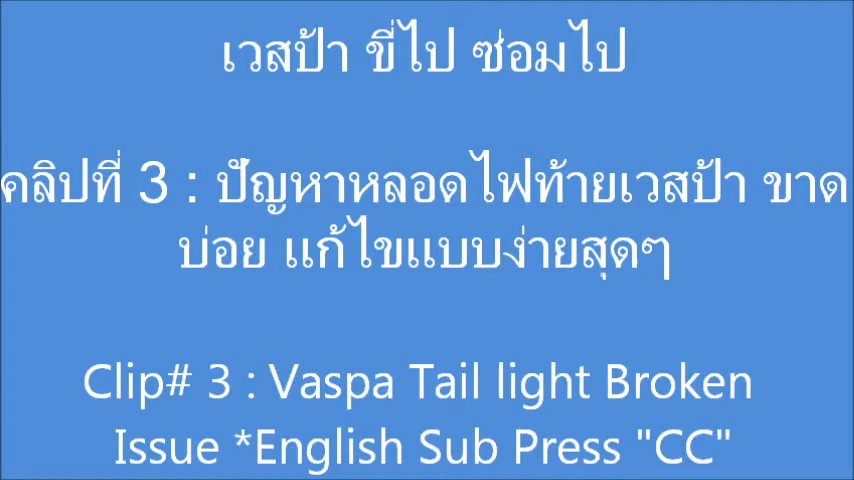 เวสป้า ขี่ไป ซ่อมไป
คลิปที่ 3 : ปัญหาหลอดไฟท้ายเวสป้า ขาด
บ่อย แก้ไขแบบง่ายสุดๆ
Clip# 3 : Vaspa Tail light Broken
Issue *English Sub Press "CC"